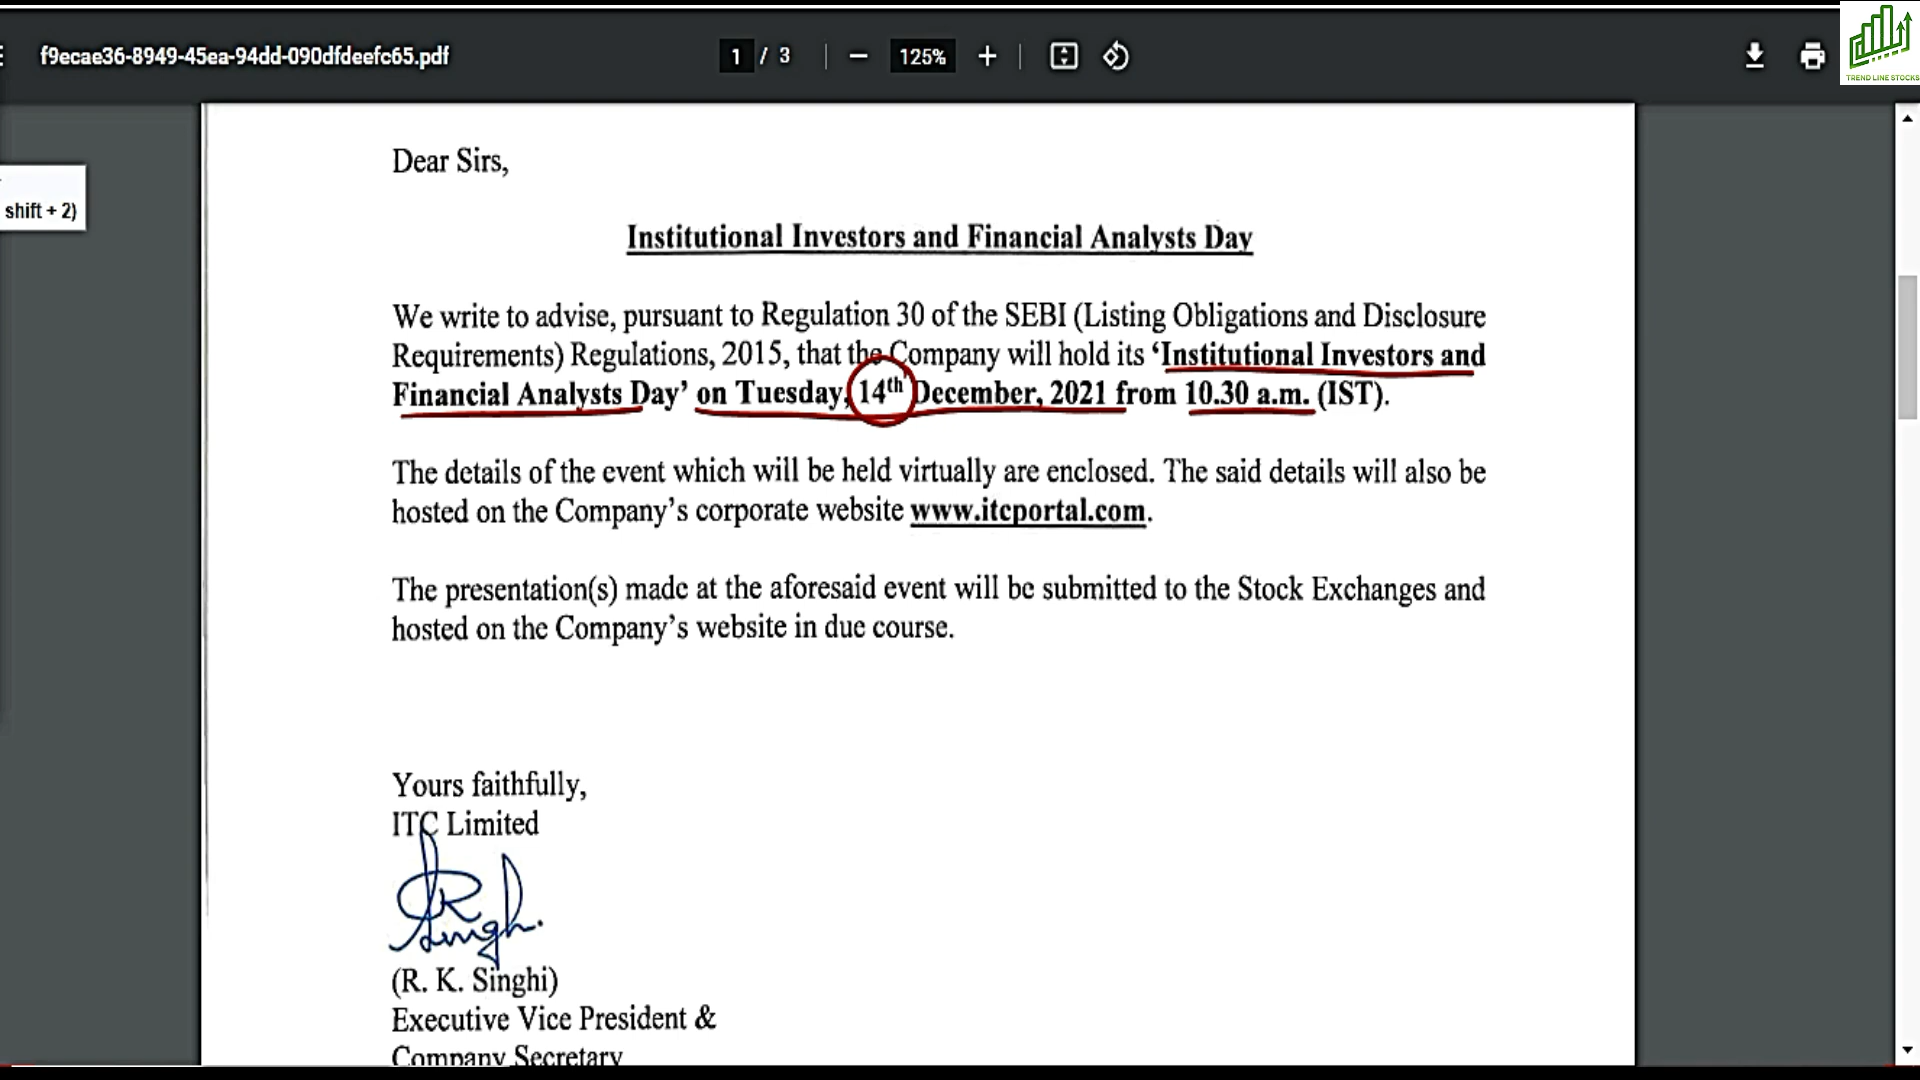 f9ecae36-8949-45ea-94dd-090dfdeefc65.pdf
1 / 3
125%
TREND LINE STOCKS
shift + 2)
Dear Sirs,
Institutional Investors and Financial Analysts Day
We write to advise, pursuant to Regulation 30 of the SEBI (Listing Obligations and Disclosure
Requirements) Regulations, 2015, that the Company will hold its ‘Institutional Investors and
Financial Analysts Day’ on Tuesday, 14th December, 2021 from 10.30 a.m. (IST).
The details of the event which will be held virtually are enclosed. The said details will also be
hosted on the Company’s corporate website www.itcportal.com.
The presentation(s) made at the aforesaid event will be submitted to the Stock Exchanges and
hosted on the Company’s website in due course.
Yours faithfully,
ITC Limited
RSingh.
(R. K. Singhi)
Executive Vice President &
Company Secretary